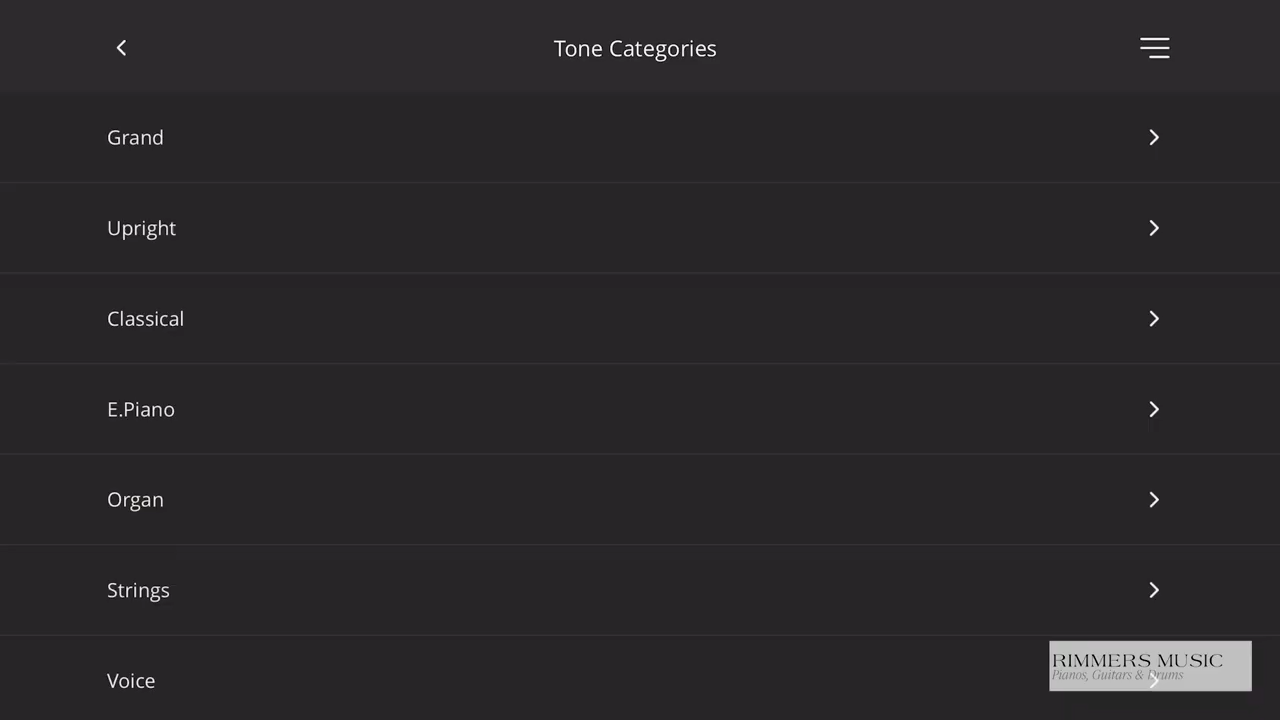 Tone Categories
Grand
Upright
Classical
E.Piano
Organ
Strings
Voice
RIMMERS MUSIC
Pianos, Guitars & Drums